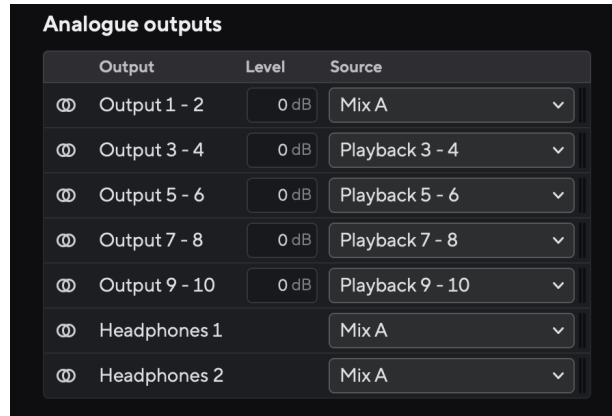 Analogue outputs
Output Level Source
Output 1 - 2 0 dB Mix A
Output 3 - 4 0 dB Playback 3 - 4
Output 5 - 6 0 dB Playback 5 - 6
Output 7 - 8 0 dB Playback 7 - 8
Output 9 - 10 0 dB Playback 9 - 10
Headphones 1 Mix A
Headphones 2 Mix A